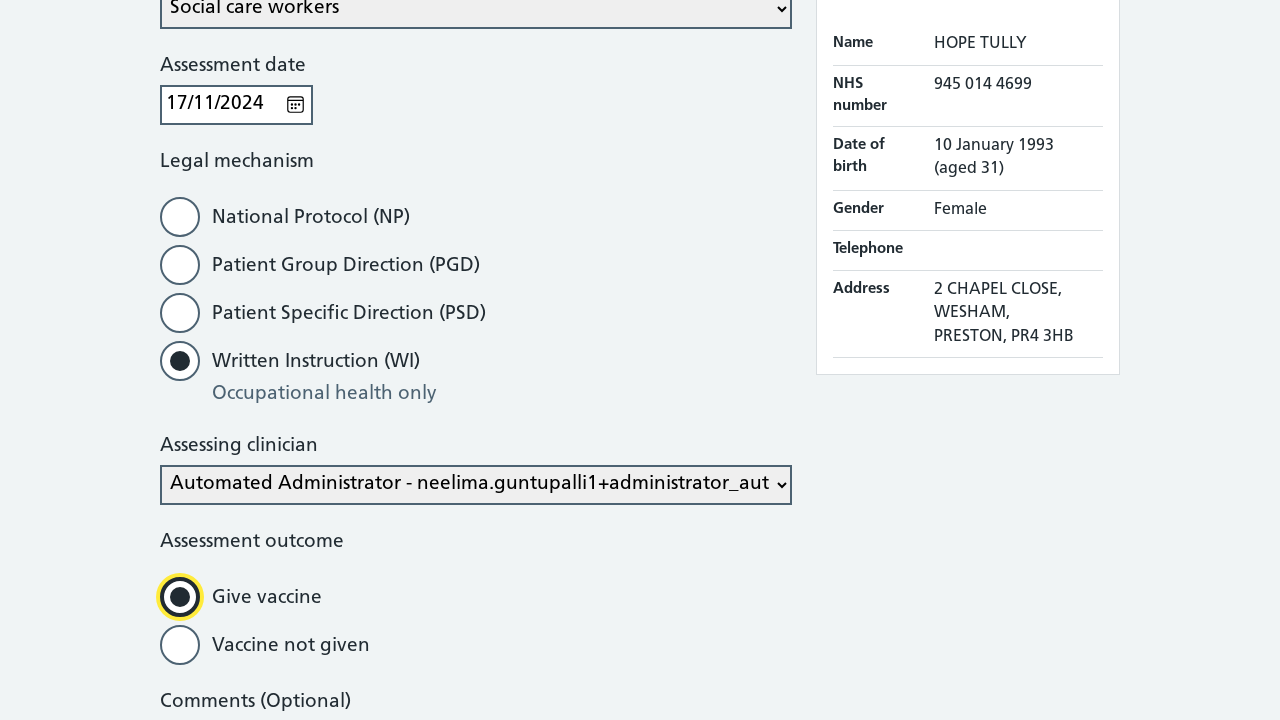 Social care workers
Assessment date
17/11/2024
Legal mechanism
National Protocol (NP)
Patient Group Direction (PGD)
Patient Specific Direction (PSD)
Written Instruction (WI)
Occupational health only
Assessing clinician
Automated Administrator - neelima.guntupalli1+administrator_aut
Assessment outcome
Give vaccine
Vaccine not given
Comments (Optional)
Name HOPE TULLY
NHS number 945 014 4699
Date of birth 10 January 1993 (aged 31)
Gender Female
Telephone
Address 2 CHAPEL CLOSE,
WESHAM,
PRESTON, PR4 3HB